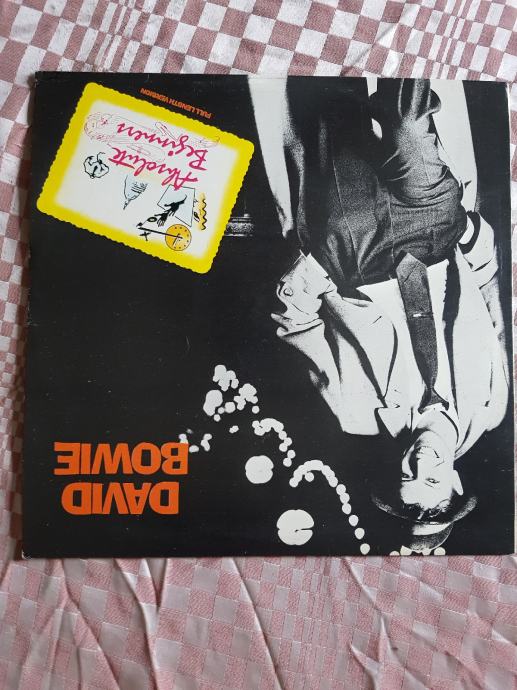 DAVID
BOWIE
Absolute
Beginners
FULL LENGTH VERSION